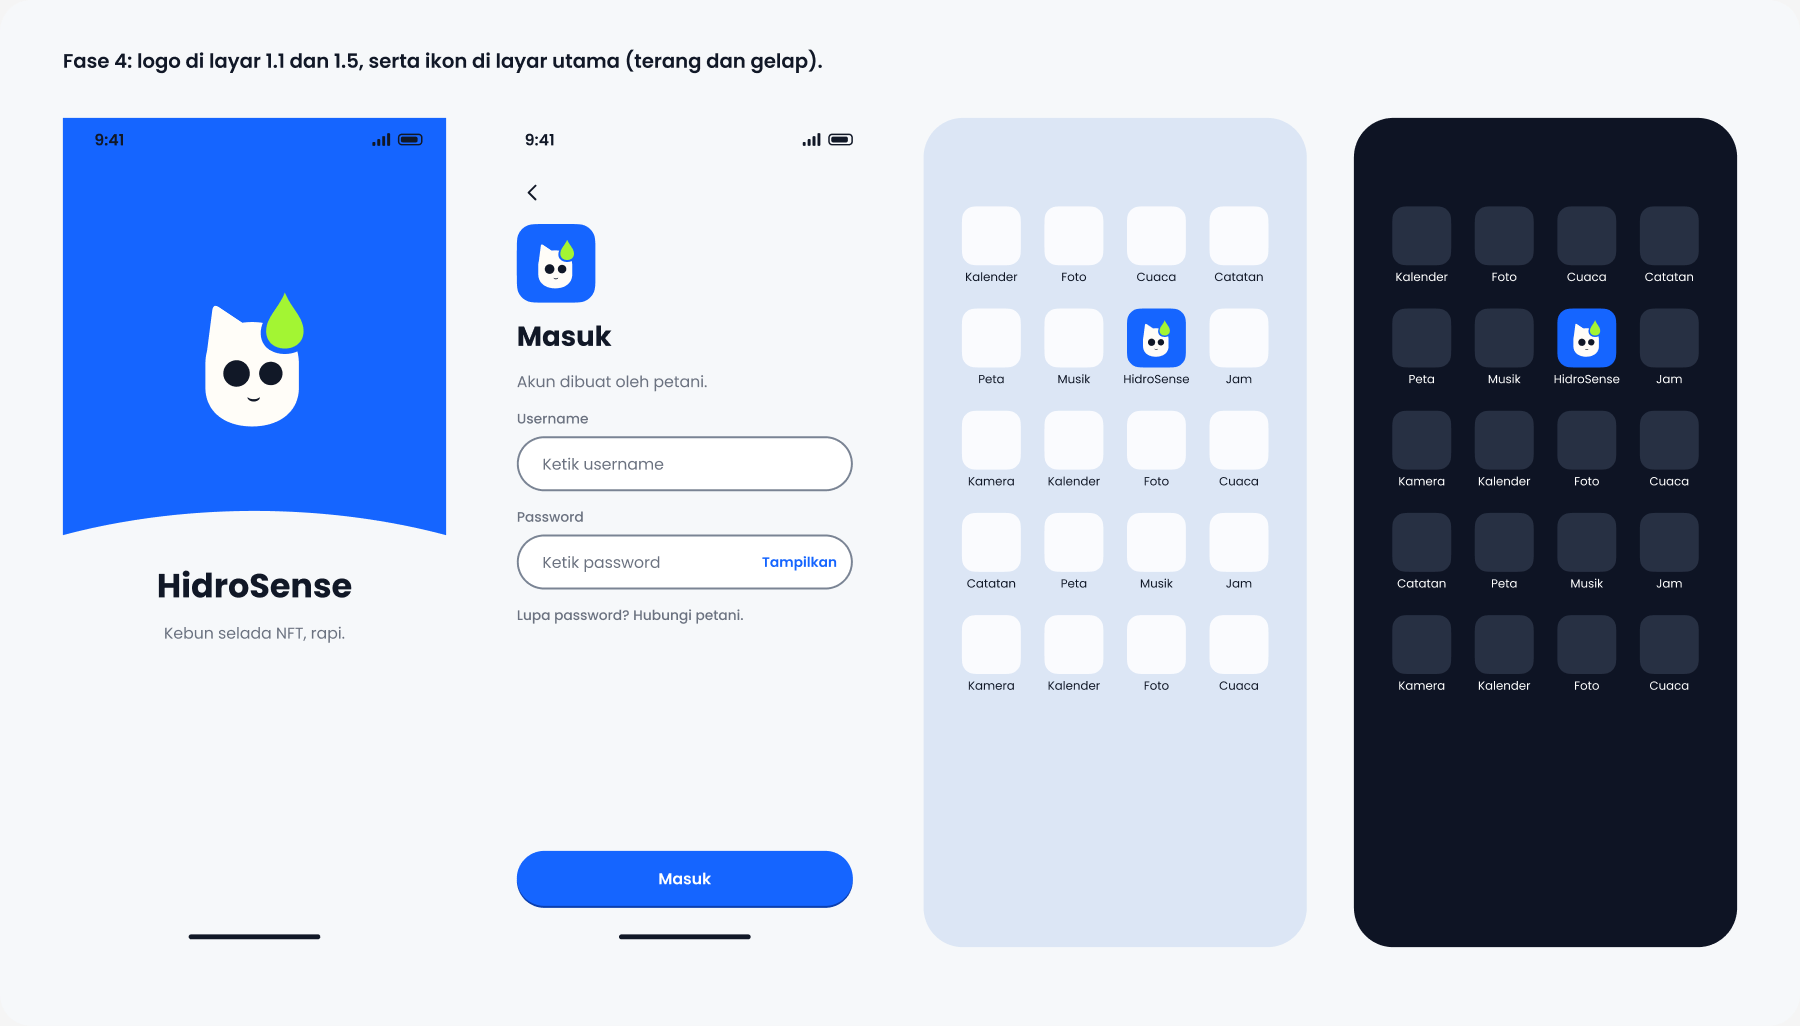 Fase 4: logo di layar 1.1 dan 1.5, serta ikon di layar utama (terang dan gelap).
9:41
HidroSense
Kebun selada NFT, rapi.
9:41
Masuk
Akun dibuat oleh petani.
Username
Ketik username
Password
Ketik password Tampilkan
Lupa password? Hubungi petani.
Masuk
Kalender Foto Cuaca Catatan
Peta Musik HidroSense Jam
Kamera Kalender Foto Cuaca
Catatan Peta Musik Jam
Kamera Kalender Foto Cuaca
Kalender Foto Cuaca Catatan
Peta Musik HidroSense Jam
Kamera Kalender Foto Cuaca
Catatan Peta Musik Jam
Kamera Kalender Foto Cuaca